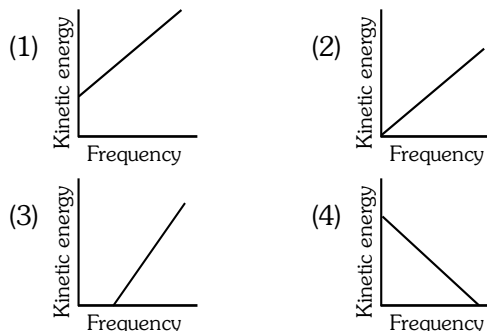 (1)
Kinetic energy
Frequency
(2)
Kinetic energy
Frequency
(3)
Kinetic energy
Frequency
(4)
Kinetic energy
Frequency